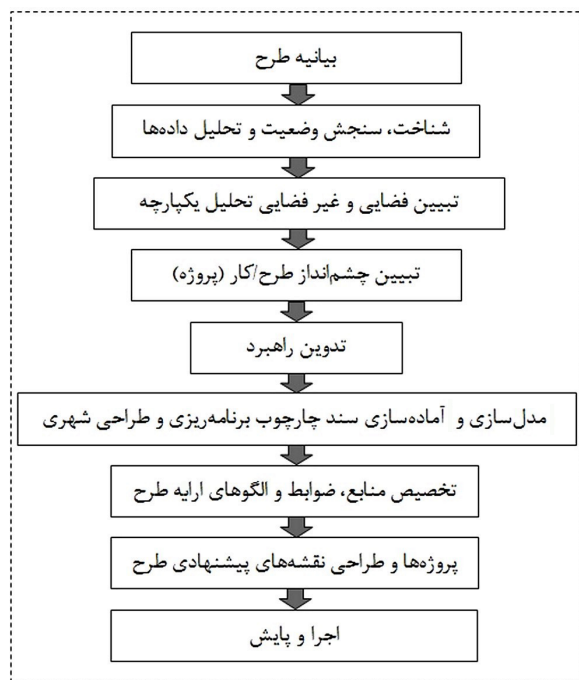 بیانیه طرح
شناخت، سنجش وضعیت و تحلیل داده‌ها
تبیین فضایی و غیر فضایی تحلیل یکپارچه
تبیین چشم‌انداز طرح/کار (پروژه)
تدوین راهبرد
مدل‌سازی و آماده‌سازی سند چارچوب برنامه‌ریزی و طراحی شهری
تخصیص منابع، ضوابط و الگوهای ارایه طرح
پروژه‌ها و طراحی نقشه‌های پیشنهادی طرح
اجرا و پایش